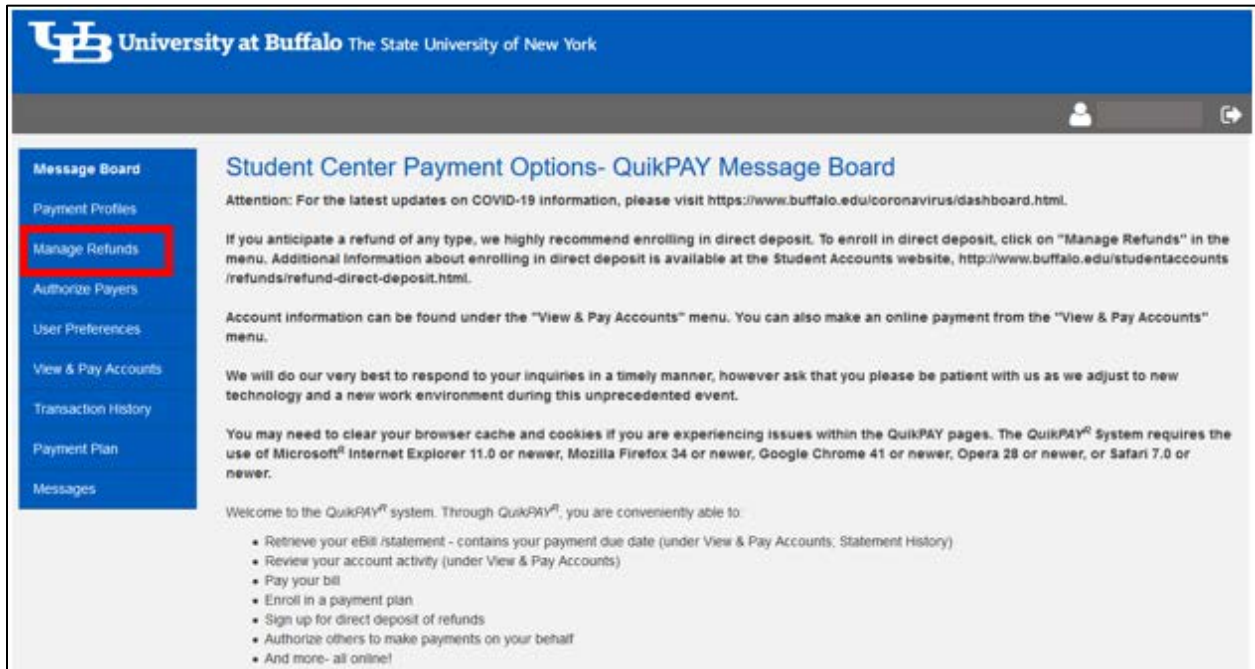 UB University at Buffalo The State University of New York
Message Board
Payment Profiles
Manage Refunds
Authorize Payers
User Preferences
View & Pay Accounts
Transaction History
Payment Plan
Messages
Student Center Payment Options- QuikPAY Message Board
Attention: For the latest updates on COVID-19 information, please visit https://www.buffalo.edu/coronavirus/dashboard.html.
If you anticipate a refund of any type, we highly recommend enrolling in direct deposit. To enroll in direct deposit, click on "Manage Refunds" in the
menu. Additional Information about enrolling in direct deposit is available at the Student Accounts website, http://www.buffalo.edu/studentaccounts
/refunds/refund-direct-deposit.html.
Account information can be found under the "View & Pay Accounts" menu. You can also make an online payment from the "View & Pay Accounts"
menu.
We will do our very best to respond to your inquiries in a timely manner, however ask that you please be patient with us as we adjust to new
technology and a new work environment during this unprecedented event.
You may need to clear your browser cache and cookies if you are experiencing issues within the QuikPAY pages. The QuikPAY® System requires the
use of Microsoft® Internet Explorer 11.0 or newer, Mozilla Firefox 34 or newer, Google Chrome 41 or newer, Opera 28 or newer, or Safari 7.0 or
newer.
Welcome to the QuikPAY® system. Through QuikPAY®, you are conveniently able to:
• Retrieve your eBill /statement - contains your payment due date (under View & Pay Accounts; Statement History)
• Review your account activity (under View & Pay Accounts)
• Pay your bill
• Enroll in a payment plan
• Sign up for direct deposit of refunds
• Authorize others to make payments on your behalf
• And more- all online!